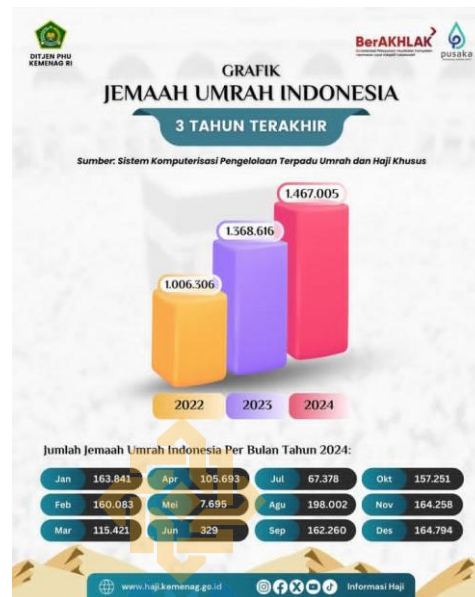 DITJEN PHU
KEMENAG RI
BerAKHLAK
pusaka
GRAFIK
JEMAAH UMRAH INDONESIA
3 TAHUN TERAKHIR
Sumber: Sistem Komputerisasi Pengelolaan Terpadu Umrah dan Haji Khusus
1.467.005
1.368.616
1.006.306
2022 2023 2024
Jumlah Jemaah Umrah Indonesia Per Bulan Tahun 2024:
Jan 163.841 Apr 105.693 Jul 67.378 Okt 157.251
Feb 160.083 Mei 7.695 Agu 198.002 Nov 164.258
Mar 115.421 Jun 329 Sep 162.260 Des 164.794
www.haji.kemenag.go.id Informasi Haji